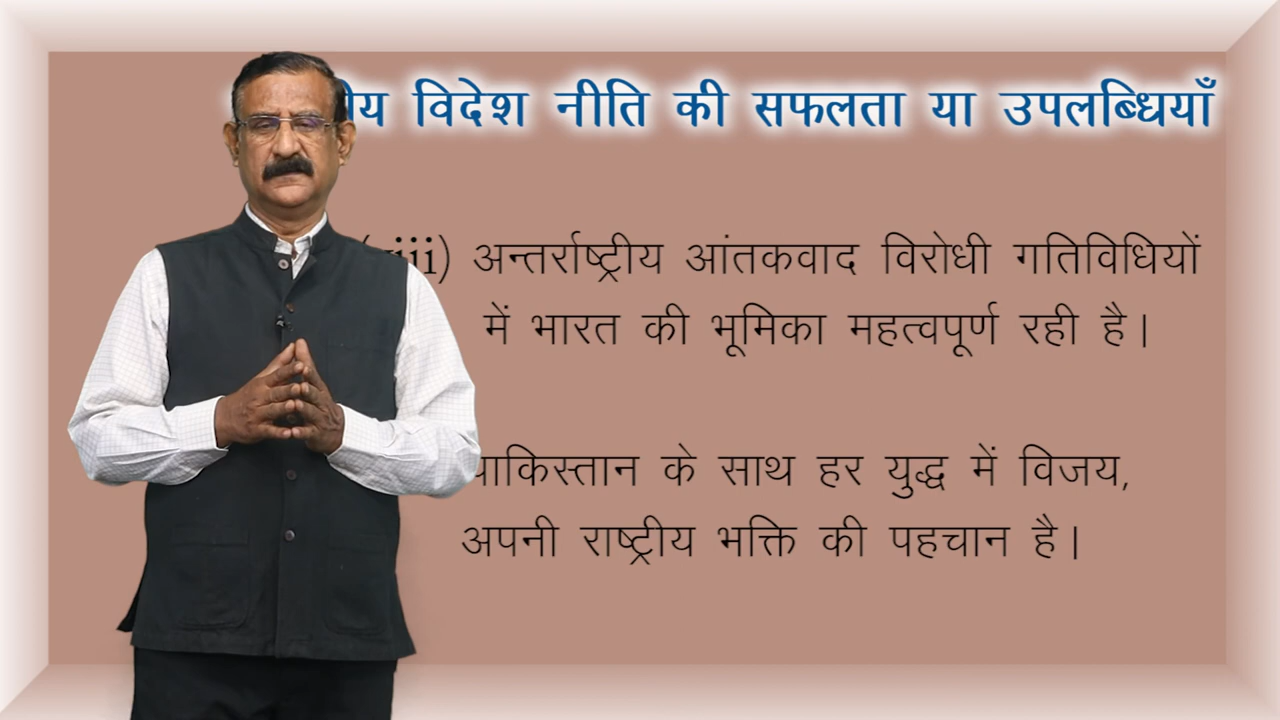 विदेश नीति की सफलता या उपलब्धियाँ
अन्तर्राष्ट्रीय आंतकवाद विरोधी गतिविधियों
में भारत की भूमिका महत्वपूर्ण रही है।
पाकिस्तान के साथ हर युद्ध में विजय,
अपनी राष्ट्रीय भक्ति की पहचान है।